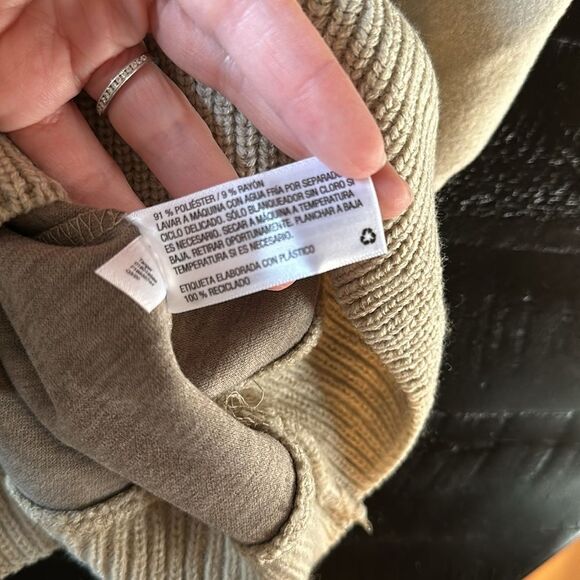 91 % POLIÉSTER / 9 % RAYÓN
LAVAR A MÁQUINA CON AGUA FRÍA POR SEPARADO.
CICLO DELICADO. SÓLO BLANQUEADOR SIN CLORO SI
ES NECESARIO. SECAR A MÁQUINA A TEMPERATURA
BAJA. RETIRAR OPORTUNAMENTE. PLANCHAR A BAJA
TEMPERATURA SI ES NECESARIO.
ETIQUETA ELABORADA CON PLÁSTICO
100 % RECICLADO